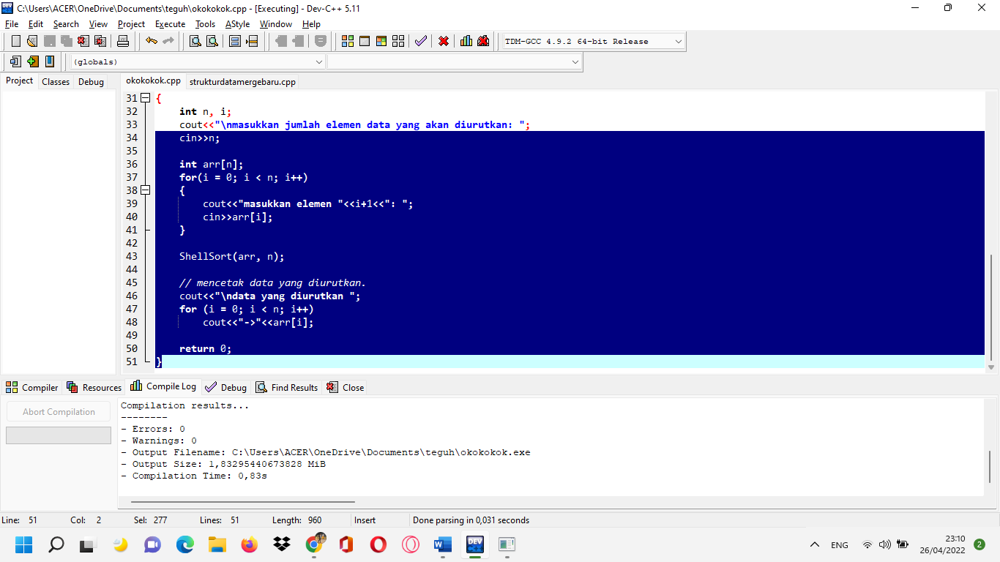 C:\Users\ACER\OneDrive\Documents\teguh\okokokok.cpp - [Executing] - Dev-C++ 5.11
File Edit Search View Project Execute Tools AStyle Window Help
TDM-GCC 4.9.2 64-bit Release
(globals)
Project Classes Debug
okokokok.cpp strukturdatamergebaru.cpp
31 {
32 int n, i;
33 cout<<"\nmasukkan jumlah elemen data yang akan diurutkan: ";
34 cin>>n;
35
36 int arr[n];
37 for(i = 0; i < n; i++)
38 {
39 cout<<"masukkan elemen "<<i+1<<": ";
40 cin>>arr[i];
41 }
42
43 ShellSort(arr, n);
44
45 // mencetak data yang diurutkan.
46 cout<<"\ndata yang diurutkan ";
47 for (i = 0; i < n; i++)
48 cout<<"->"<<arr[i];
49
50 return 0;
51 }
Compiler Resources Compile Log Debug Find Results Close
Abort Compilation
Compilation results...
--------
- Errors: 0
- Warnings: 0
- Output Filename: C:\Users\ACER\OneDrive\Documents\teguh\okokokok.exe
- Output Size: 1,83295440673828 MiB
- Compilation Time: 0,83s
Line: 51 Col: 2 Sel: 277 Lines: 51 Length: 960 Insert Done parsing in 0,031 seconds
ENG
23:10
26/04/2022
2